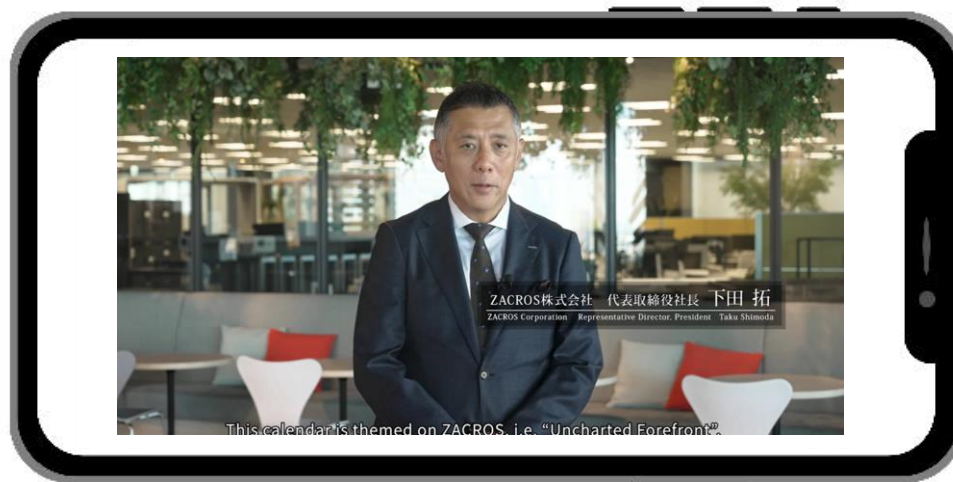 ZACROS株式会社 代表取締役社長 下田 拓
ZACROS Corporation Representative Director, President Taku Shimoda
This calendar is themed on ZACROS, i.e. “Uncharted Forefront”.